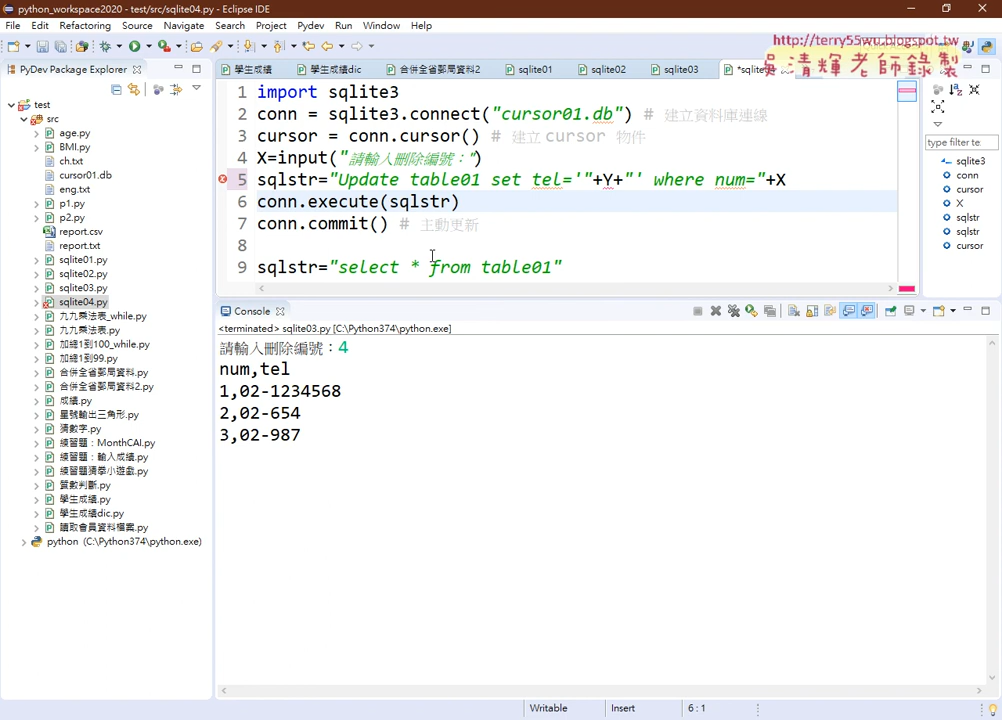 python_workspace2020 - test/src/sqlite04.py - Eclipse IDE
File Edit Refactoring Source Navigate Search Project Pydev Run Window Help
http://terry55wu.blogspot.tw
吳清輝老師錄製
PyDev Package Explorer
學生成績 學生成績dic 合併全省郵局資料2 sqlite01 sqlite02 sqlite03
test
src
age.py
BMI.py
ch.txt
cursor01.db
eng.txt
p1.py
p2.py
report.csv
report.txt
sqlite01.py
sqlite02.py
sqlite03.py
sqlite04.py
九九乘法表_while.py
九九乘法表.py
加總1到100_while.py
加總1到99.py
合併全省郵局資料.py
合併全省郵局資料2.py
成績.py
星號輸出三角形.py
猜數字.py
練習題：MonthCAI.py
練習題：輸入成績.py
練習題猜拳小遊戲.py
質數判斷.py
學生成績.py
學生成績dic.py
讀取會員資料檔案.py
python (C:\Python374\python.exe)
1 import sqlite3
2 conn = sqlite3.connect("cursor01.db") # 建立資料庫連線
3 cursor = conn.cursor() # 建立 cursor 物件
4 X=input("請輸入刪除編號：")
5 sqlstr="Update table01 set tel='"+Y+"' where num="+X
6 conn.execute(sqlstr)
7 conn.commit() # 主動更新
8
9 sqlstr="select * from table01"
type filter te
sqlite3
conn
cursor
X
sqlstr
sqlstr
cursor
Console
<terminated> sqlite03.py [C:\Python374\python.exe]
請輸入刪除編號：4
num,tel
1,02-1234568
2,02-654
3,02-987
Writable Insert 6 : 1